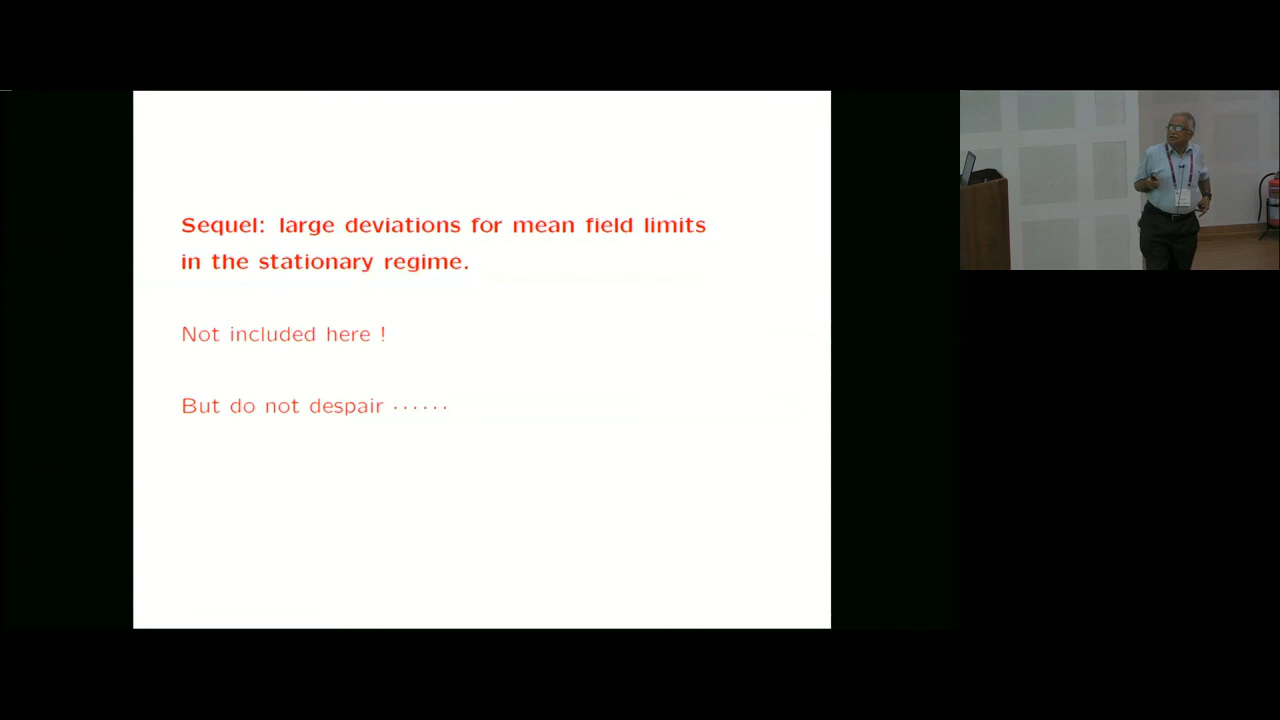 Sequel: large deviations for mean field limits
in the stationary regime.
Not included here !
But do not despair ······